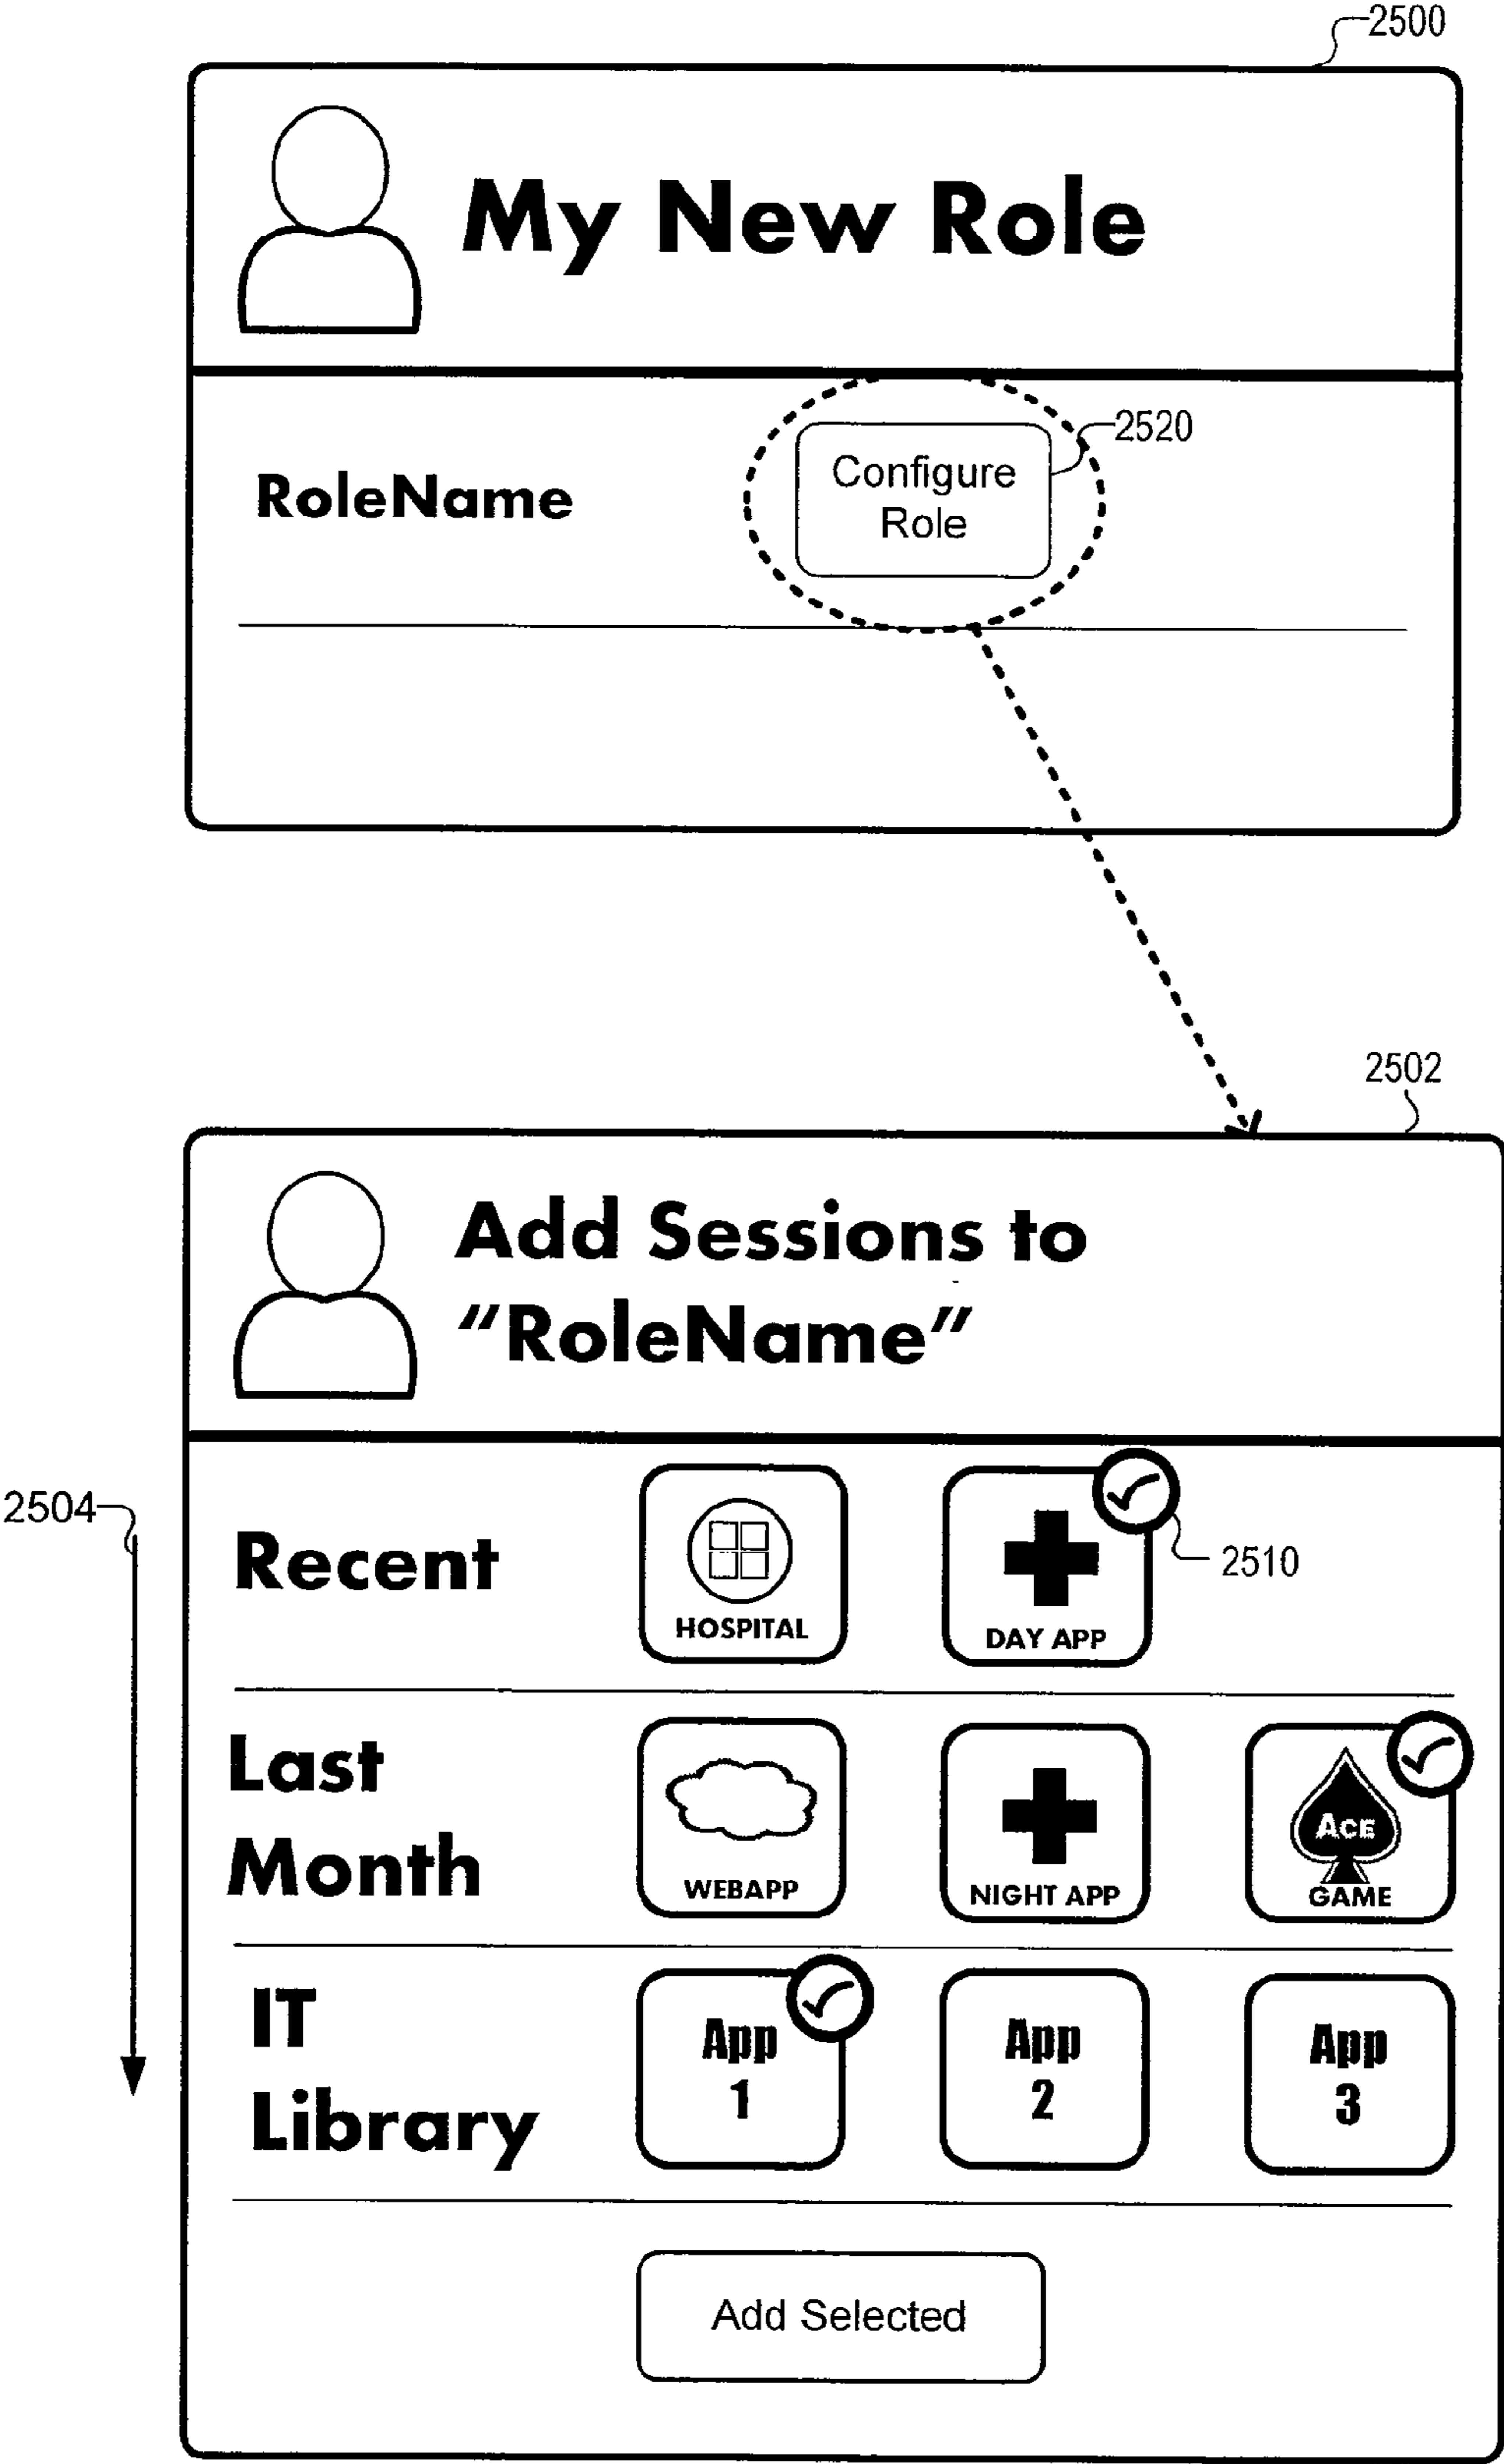 2500
My New Role
2520
Configure
Role
RoleName
2502
Add Sessions to
“RoleName”
2504
Recent
HOSPITAL
DAY APP
2510
Last
Month
WEBAPP
NIGHT APP
ACE
GAME
IT
Library
App
1
App
2
App
3
Add Selected